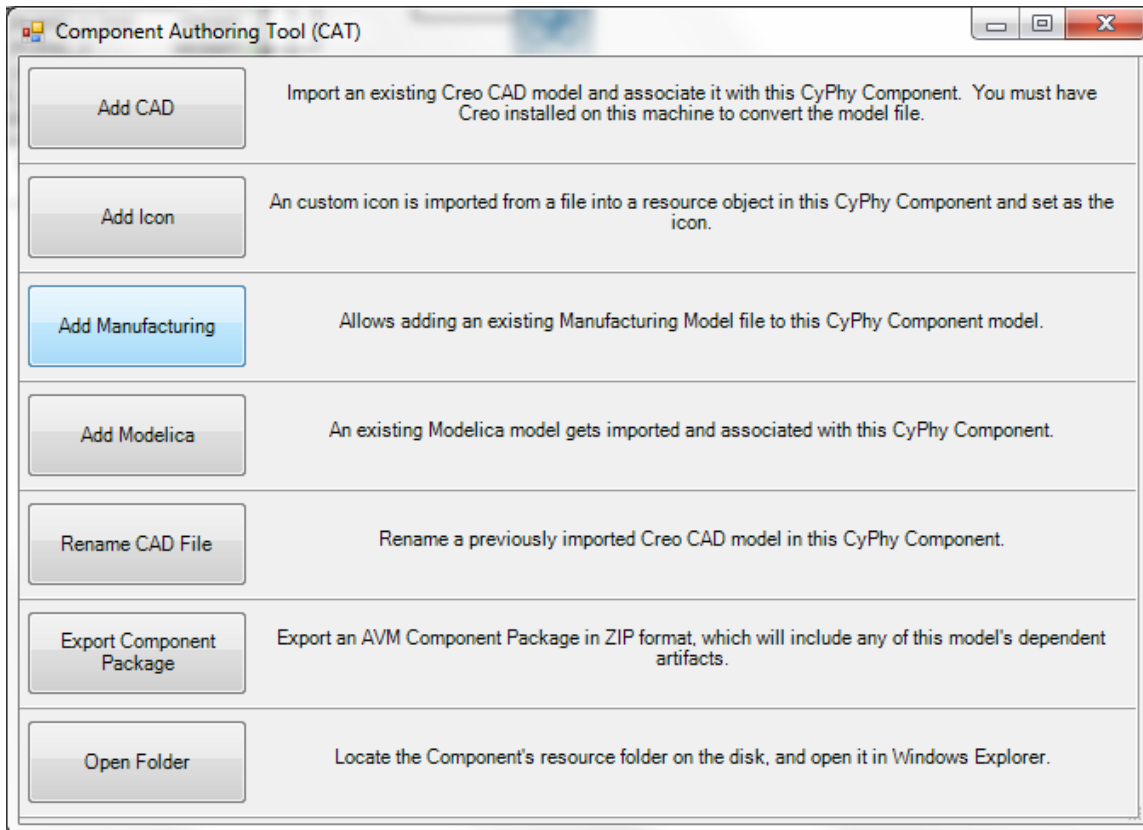 Component Authoring Tool (CAT)
Add CAD
Import an existing Creo CAD model and associate it with this CyPhy Component.  You must have
Creo installed on this machine to convert the model file.
Add Icon
An custom icon is imported from a file into a resource object in this CyPhy Component and set as the
icon.
Add Manufacturing
Allows adding an existing Manufacturing Model file to this CyPhy Component model.
Add Modelica
An existing Modelica model gets imported and associated with this CyPhy Component.
Rename CAD File
Rename a previously imported Creo CAD model in this CyPhy Component.
Export Component
Package
Export an AVM Component Package in ZIP format, which will include any of this model's dependent
artifacts.
Open Folder
Locate the Component's resource folder on the disk, and open it in Windows Explorer.